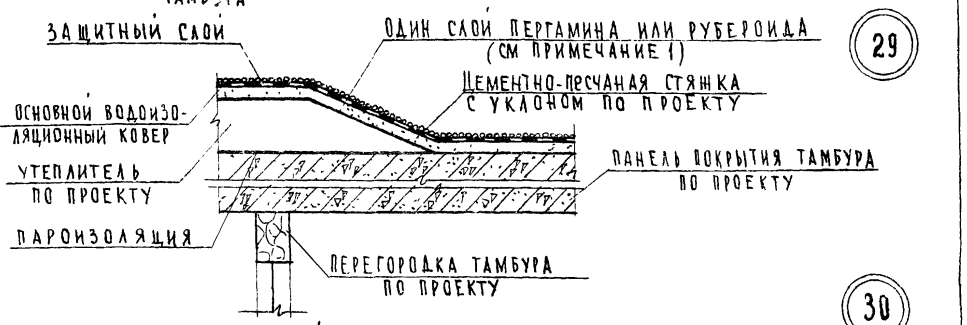 ТАМБУРА
ЗАЩИТНЫЙ СЛОЙ
ОДИН СЛОЙ ПЕРГАМИНА ИЛИ РУБЕРОИДА
(СМ ПРИМЕЧАНИЕ 1)
29
ЦЕМЕНТНО-ПЕСЧАНАЯ СТЯЖКА
С УКЛОНОМ ПО ПРОЕКТУ
ОСНОВНОЙ ВОДОИЗО-
ЛЯЦИОННЫЙ КОВЕР
УТЕПЛИТЕЛЬ
ПО ПРОЕКТУ
ПАНЕЛЬ ПОКРЫТИЯ ТАМБУРА
ПО ПРОЕКТУ
ПАРОИЗОЛЯЦИЯ
ПЕРЕГОРОДКА ТАМБУРА
ПО ПРОЕКТУ
30